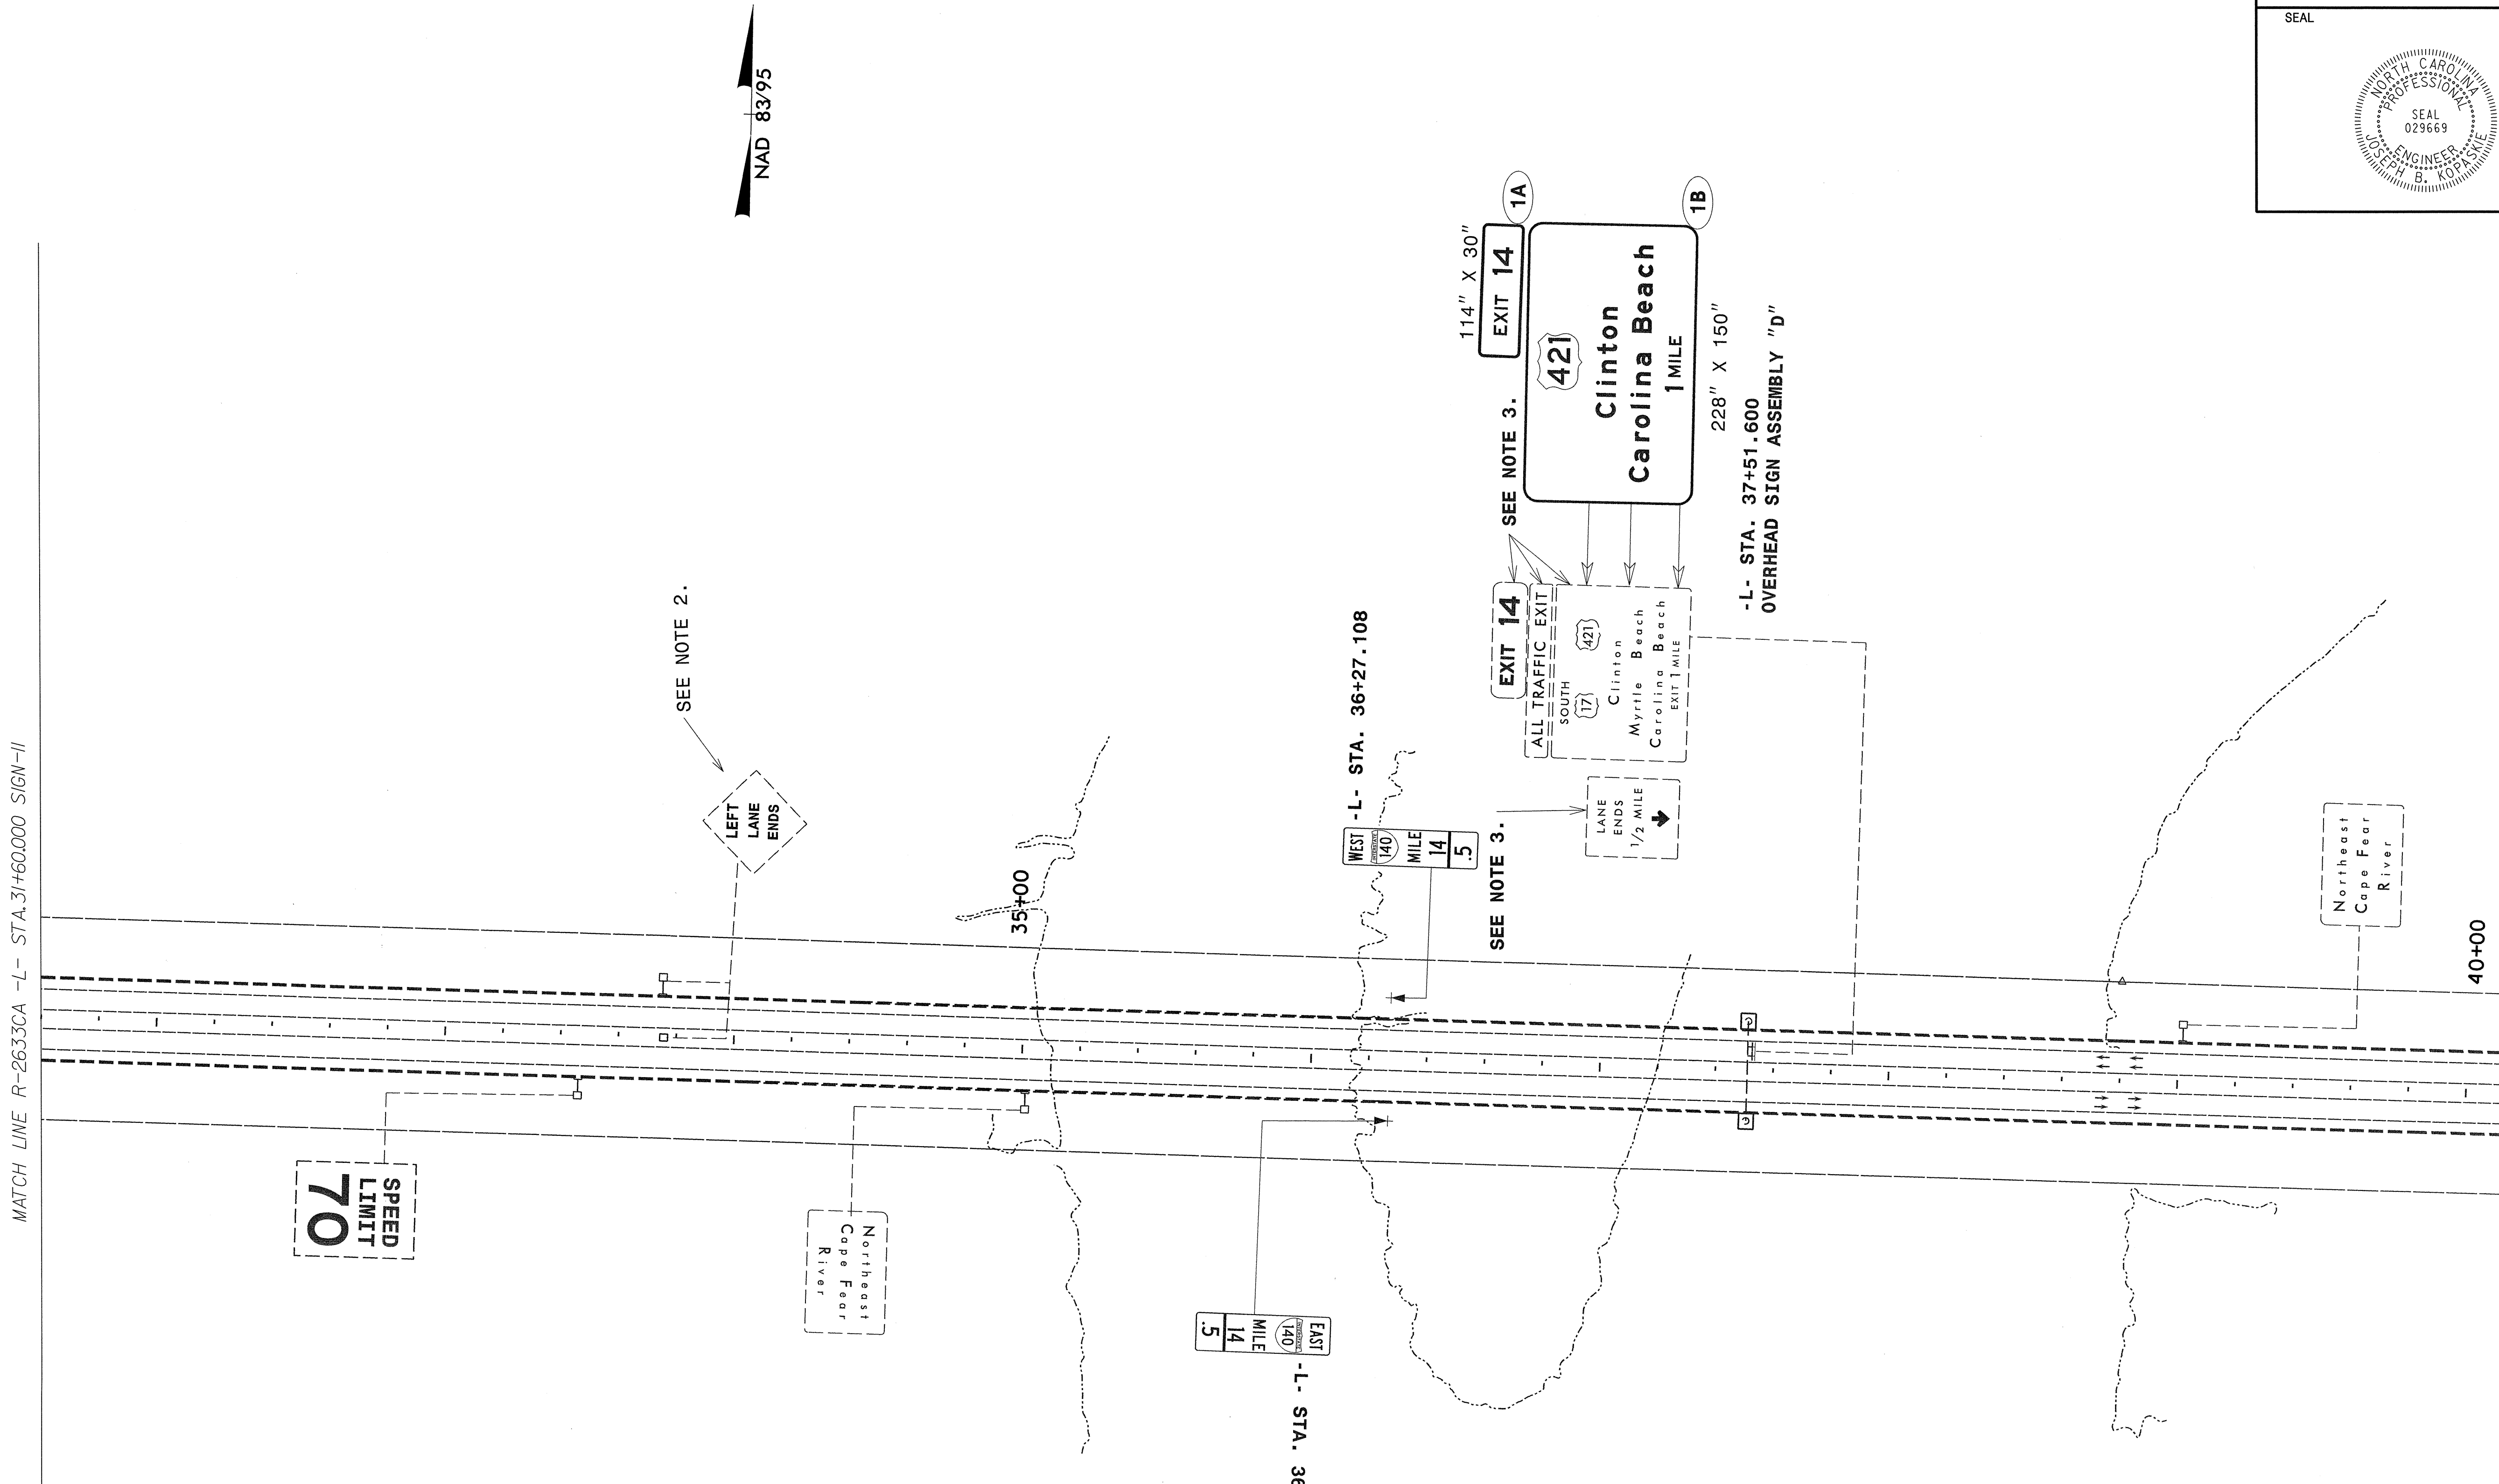 SEAL
NORTH CAROLINA
PROFESSIONAL
SEAL
029669
ENGINEER
JOSEPH B. KOPASKIE
NAD 83/95
MATCH LINE R-2633CA -L- STA.31+60.000 SIGN-11
SEE NOTE 2.
LEFT
LANE
ENDS
SPEED
LIMIT
70
35+00
Northeast
Cape Fear
River
-L- STA. 36+27.108
WEST
INTERSTATE
140
MILE
14
.5
EAST
INTERSTATE
140
MILE
14
.5
-L- STA. 36
1A
114" X 30"
EXIT 14
1B
421
Clinton
Carolina Beach
1 MILE
228" X 150"
-L- STA. 37+51.600
OVERHEAD SIGN ASSEMBLY "D"
SEE NOTE 3.
EXIT 14
ALL TRAFFIC EXIT
SOUTH
17 421
Clinton
Myrtle Beach
Carolina Beach
EXIT 1 MILE
SEE NOTE 3.
LANE
ENDS
1/2 MILE
Northeast
Cape Fear
River
40+00